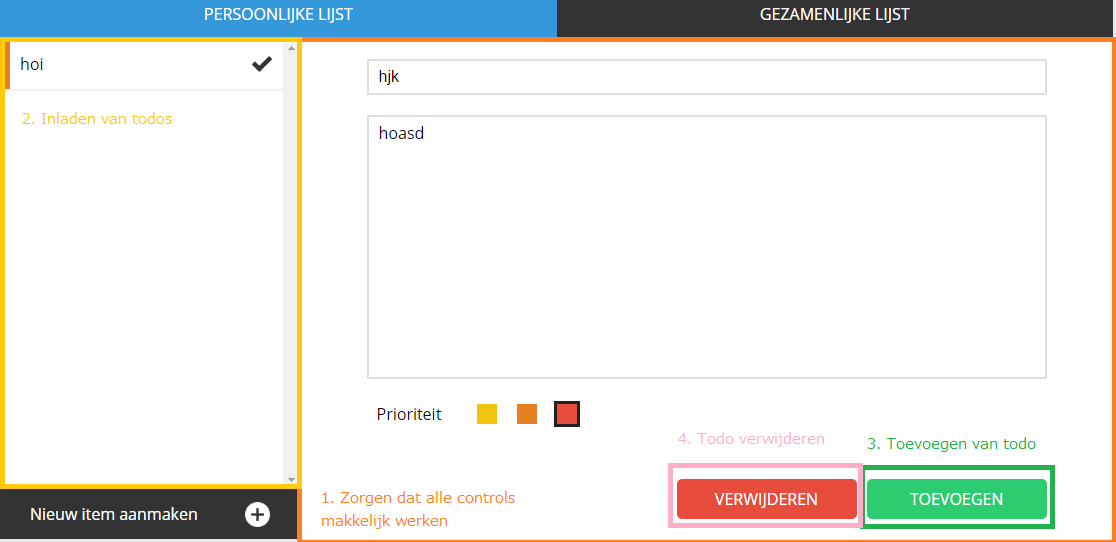 PERSOONLIJKE LIJST
GEZAMENLIJKE LIJST
hoi
2. Inladen van todos
Nieuw item aanmaken
hjk
hoasd
Prioriteit
4. Todo verwijderen
3. Toevoegen van todo
1. Zorgen dat alle controls
makkelijk werken
VERWIJDEREN
TOEVOEGEN